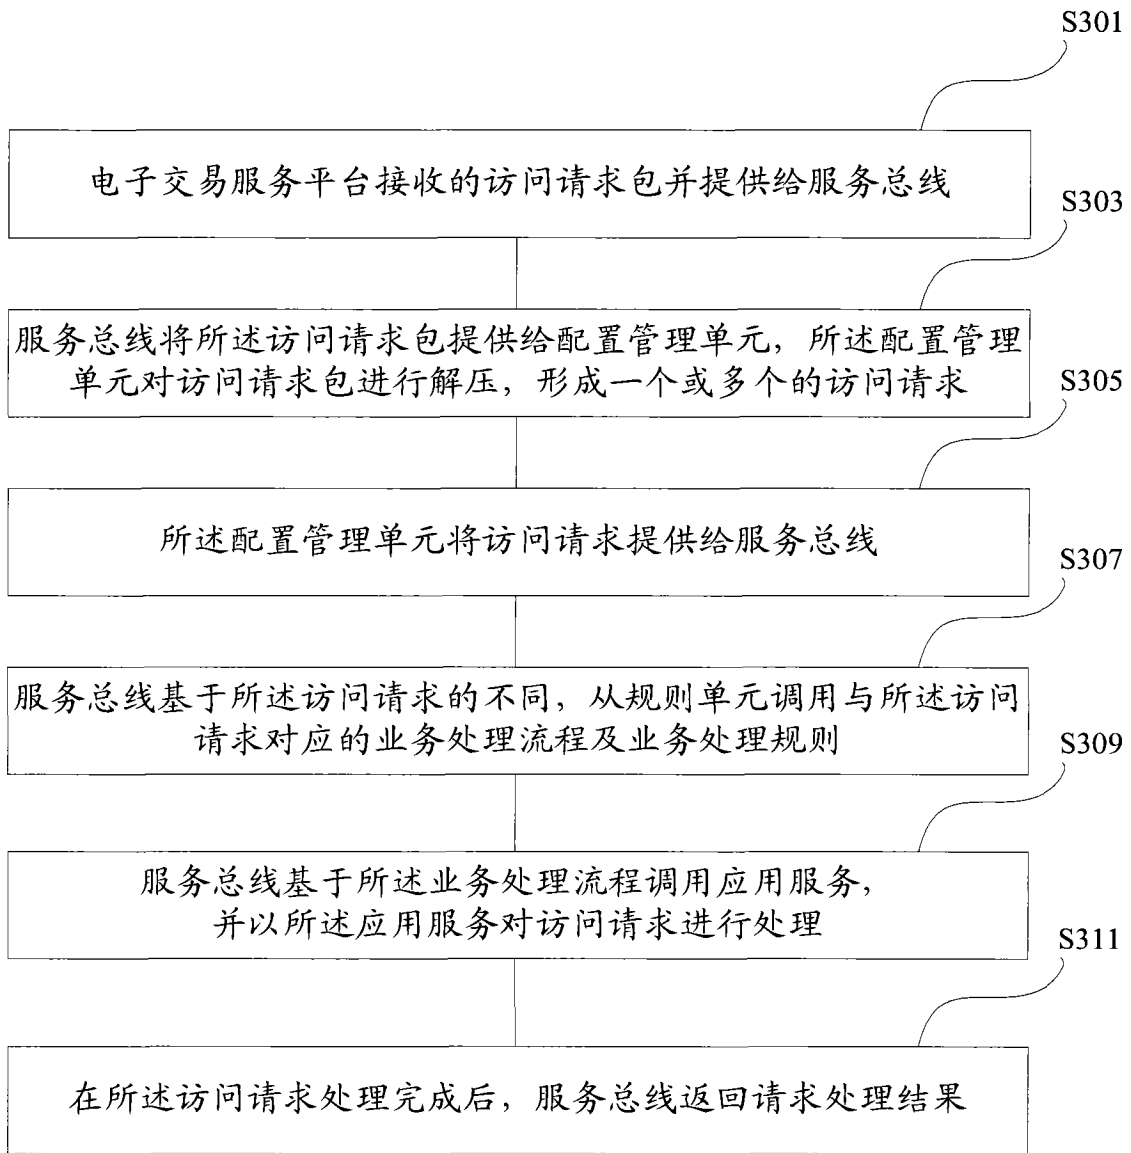 S301
电子交易服务平台接收的访问请求包并提供给服务总线
S303
服务总线将所述访问请求包提供给配置管理单元，所述配置管理
单元对访问请求包进行解压，形成一个或多个的访问请求
S305
所述配置管理单元将访问请求提供给服务总线
S307
服务总线基于所述访问请求的不同，从规则单元调用与所述访问
请求对应的业务处理流程及业务处理规则
S309
服务总线基于所述业务处理流程调用应用服务，
并以所述应用服务对访问请求进行处理
S311
在所述访问请求处理完成后，服务总线返回请求处理结果